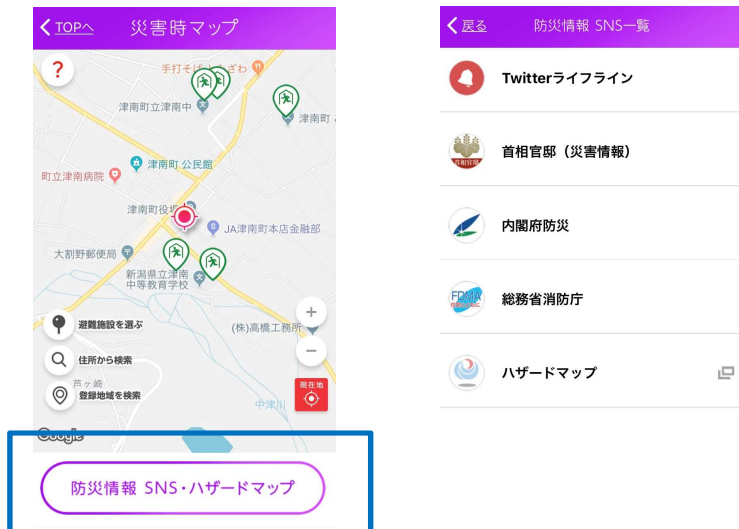 TOPへ
災害時マップ
?
手打そば
ざわ
津南町立津南中
津南町
津南町 公民館
町立津南病院
津南町役場
JA津南町本店金融部
大割野郵便局
新潟県立津南
中等教育学校
避難施設を選ぶ
(株)高橋工務所
住所から検索
芦ヶ崎
登録地域を検索
現在地
中津川
+
−
Google
防災情報 SNS・ハザードマップ
戻る
防災情報 SNS一覧
Twitterライフライン
首相官邸
首相官邸（災害情報）
内閣府防災
FDMA
総務省消防庁
ハザードマップ